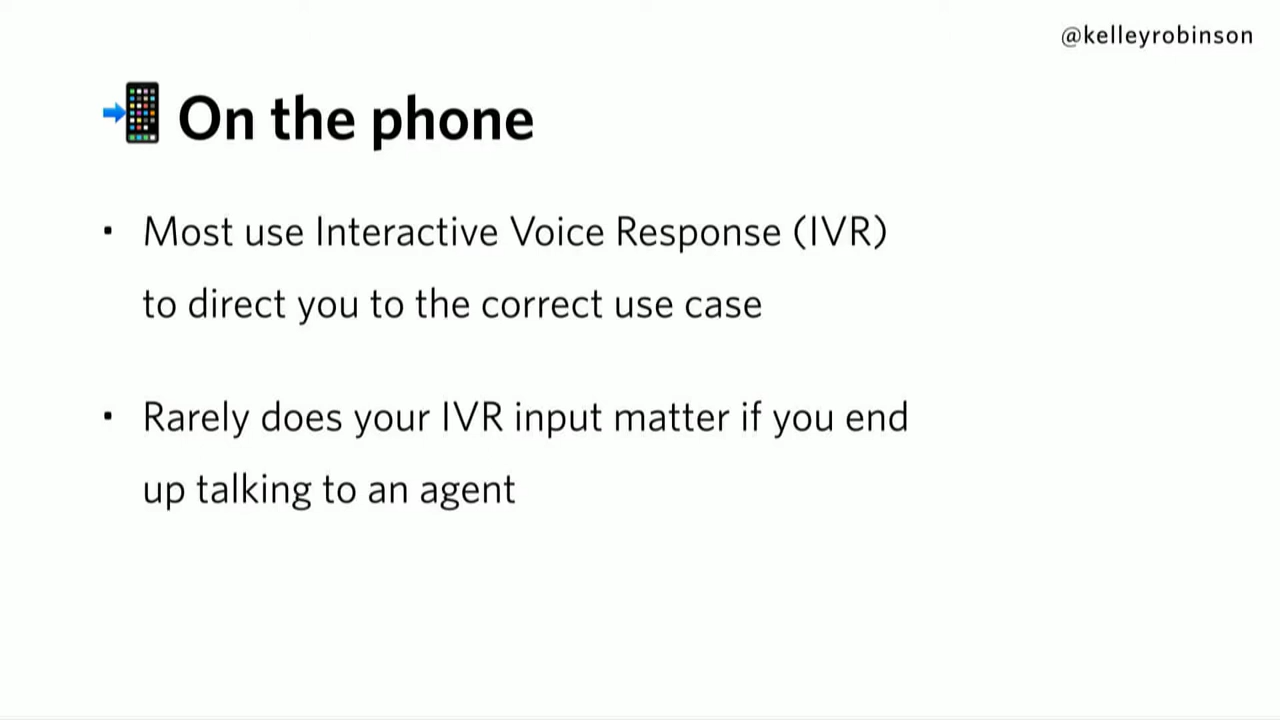 @kelleyrobinson
📲 On the phone
· Most use Interactive Voice Response (IVR)
to direct you to the correct use case
· Rarely does your IVR input matter if you end
up talking to an agent